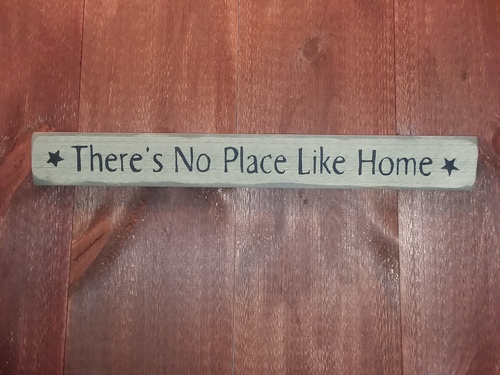 ★ There's No Place Like Home ★